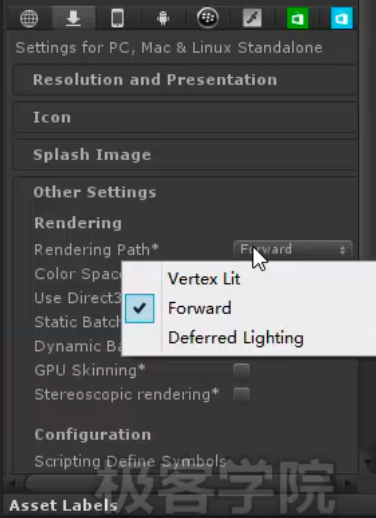 Settings for PC, Mac & Linux Standalone
Resolution and Presentation
Icon
Splash Image
Other Settings
Rendering
Rendering Path* Forward
Color Spac
Vertex Lit
Use Direct3
Forward
Static Batch
Deferred Lighting
Dynamic Ba
GPU Skinning*
Stereoscopic rendering*
Configuration
Scripting Define Symbols
极客学院
Asset Labels